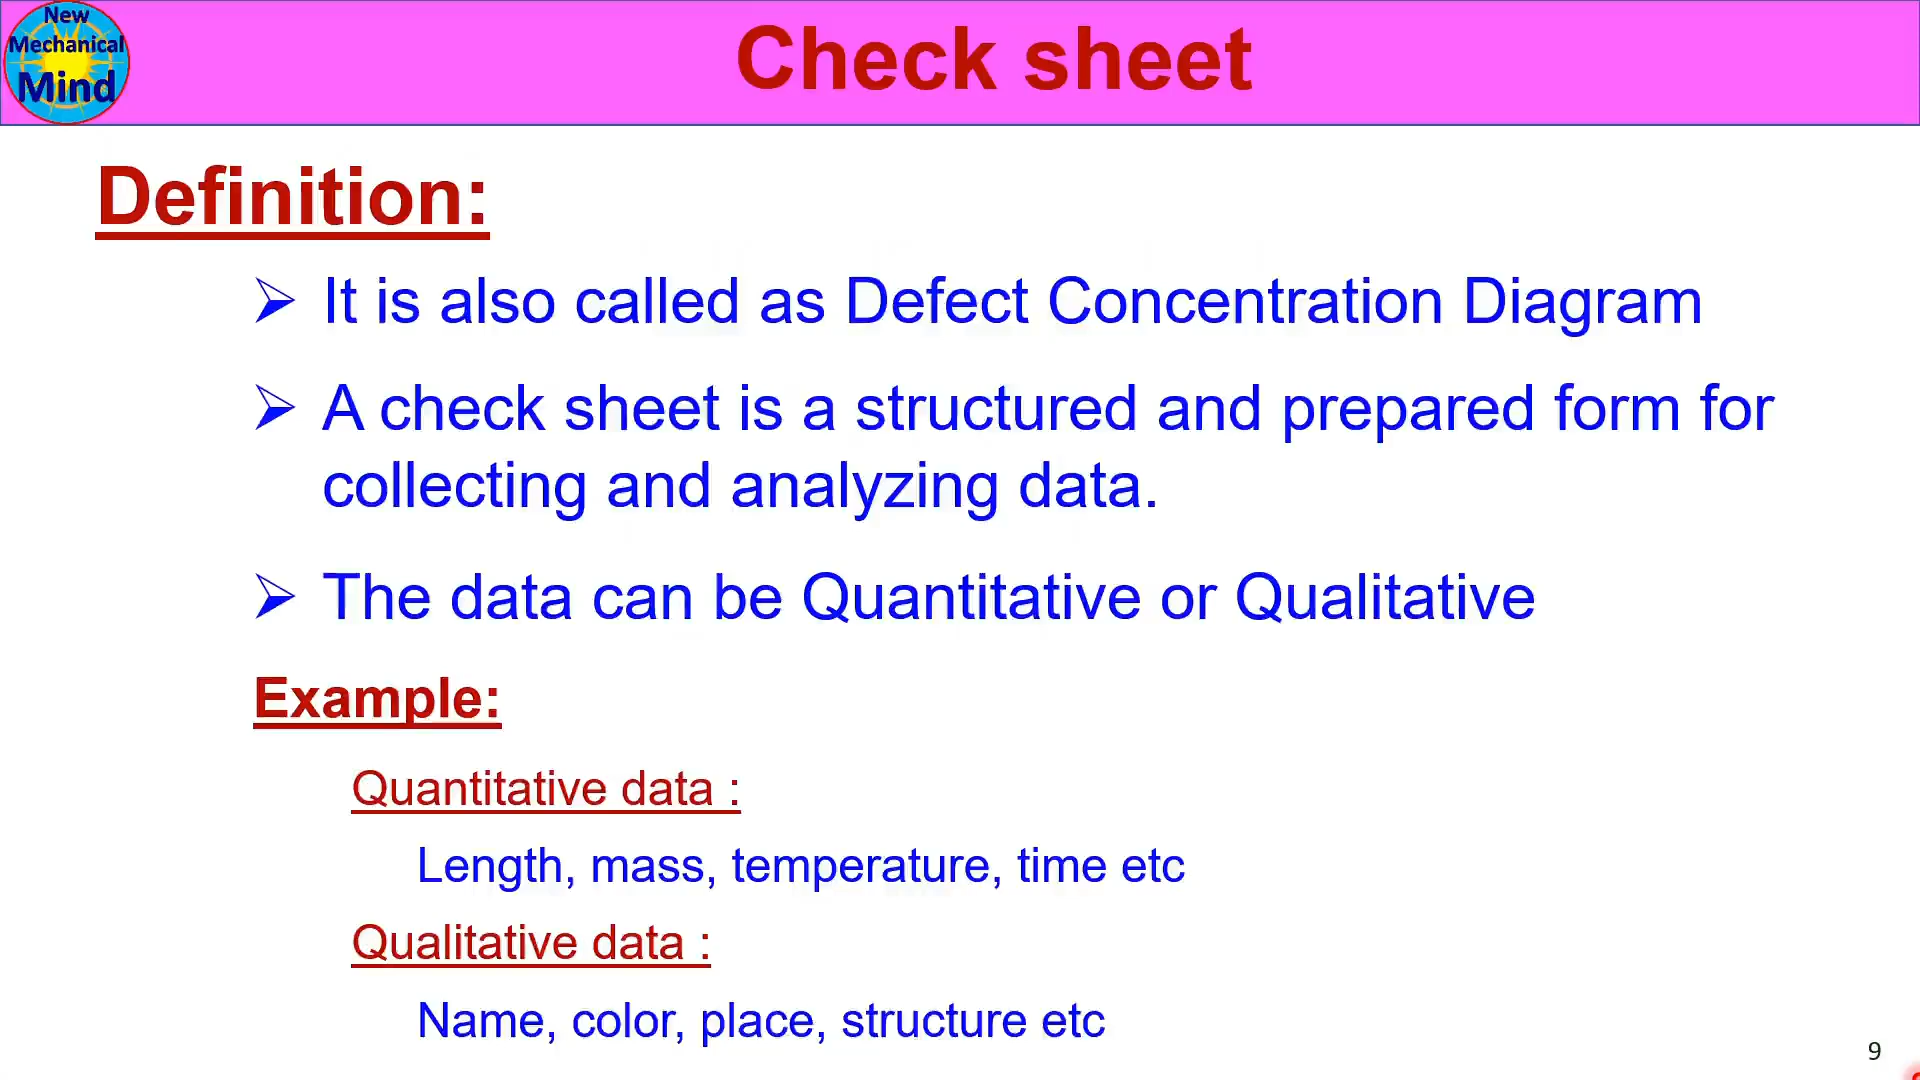 New
Mechanical
Mind
Check sheet
Definition:
➢ It is also called as Defect Concentration Diagram
➢ A check sheet is a structured and prepared form for
collecting and analyzing data.
➢ The data can be Quantitative or Qualitative
Example:
Quantitative data :
Length, mass, temperature, time etc
Qualitative data :
Name, color, place, structure etc
9